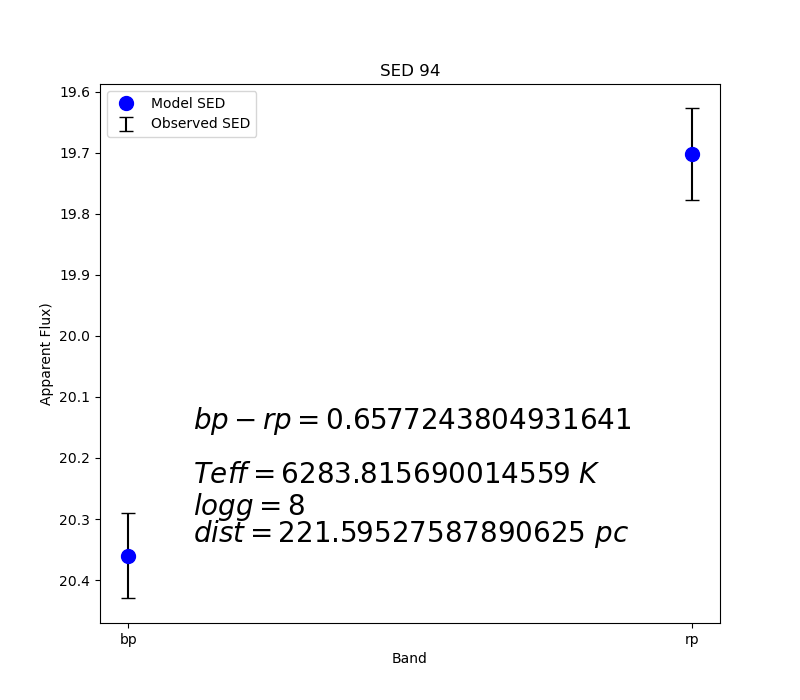 SED 94
Model SED
Observed SED
19.6
19.7
19.8
19.9
20.0
20.1
20.2
20.3
20.4
Apparent Flux)
bp − rp = 0.6577243804931641
Teff = 6283.815690014559 K
logg = 8
dist = 221.59527587890625 pc
bp
rp
Band